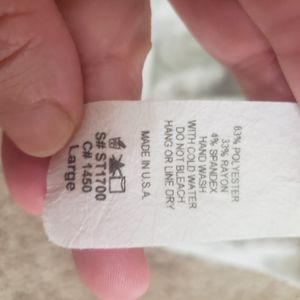 63% POLYESTER
33% RAYON
4% SPANDEX
HAND WASH
WITH COLD WATER
DO NOT BLEACH
HANG OR LINE DRY
MADE IN U.S.A.
S# ST1700
C# 1450
Large